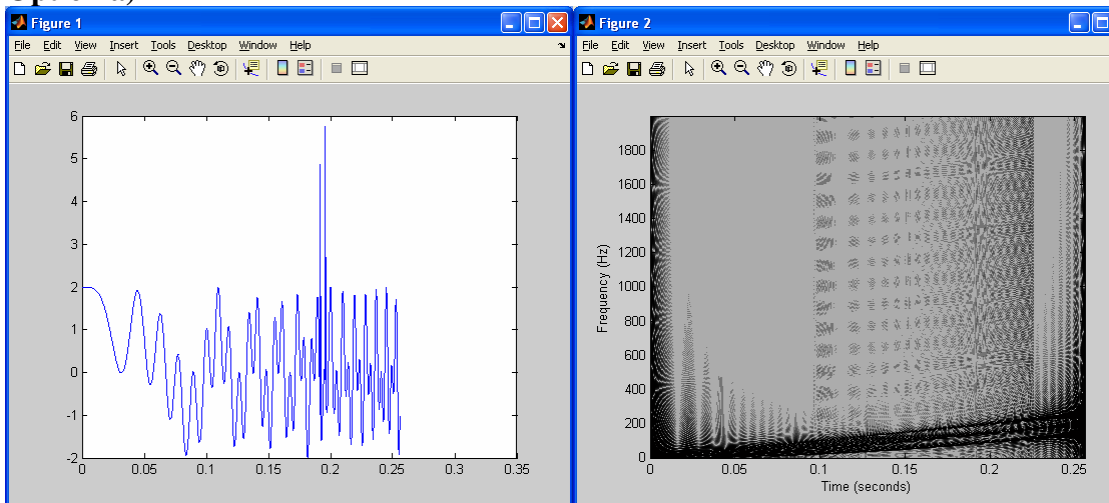 Figure 1
File Edit View Insert Tools Desktop Window Help
6
5
4
3
2
1
0
-1
-2
0 0.05 0.1 0.15 0.2 0.25 0.3 0.35
Figure 2
File Edit View Insert Tools Desktop Window Help
Frequency (Hz)
1800
1600
1400
1200
1000
800
600
400
200
0
0 0.05 0.1 0.15 0.2 0.25
Time (seconds)